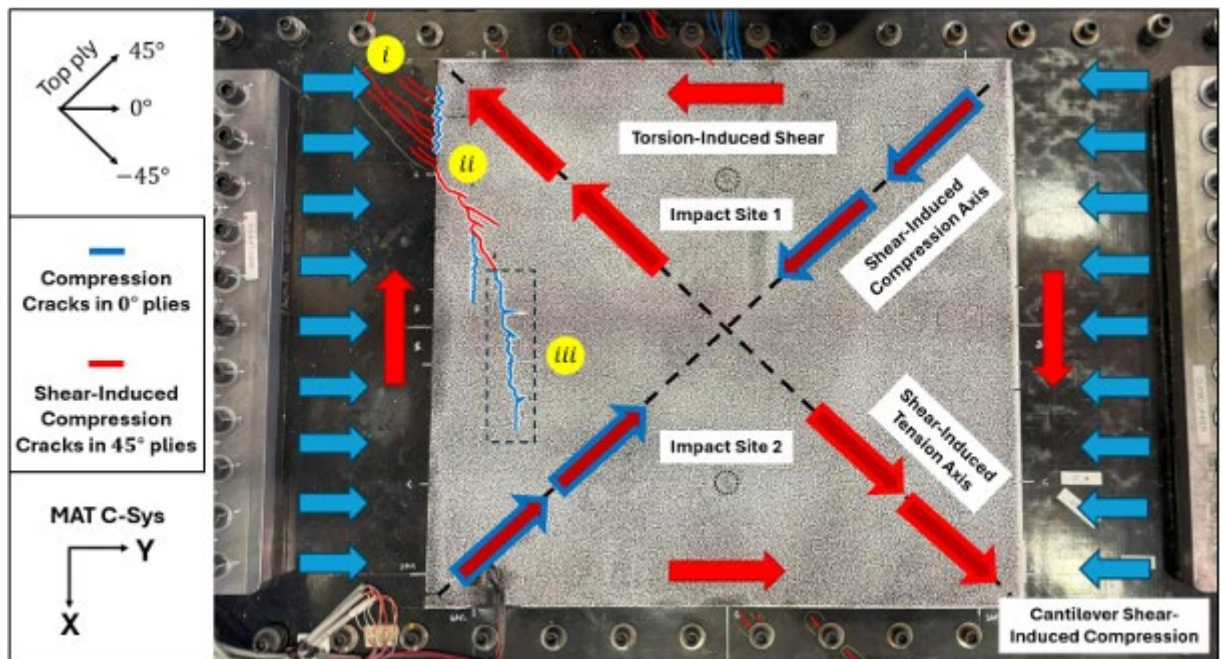 Top ply
45°
0°
−45°
Compression
Cracks in 0° plies
Shear-Induced
Compression
Cracks in 45° plies
MAT C-Sys
Y
X
i
ii
iii
Torsion-Induced Shear
Impact Site 1
Shear-Induced
Compression Axis
Shear-Induced
Tension Axis
Impact Site 2
Cantilever Shear-
Induced Compression